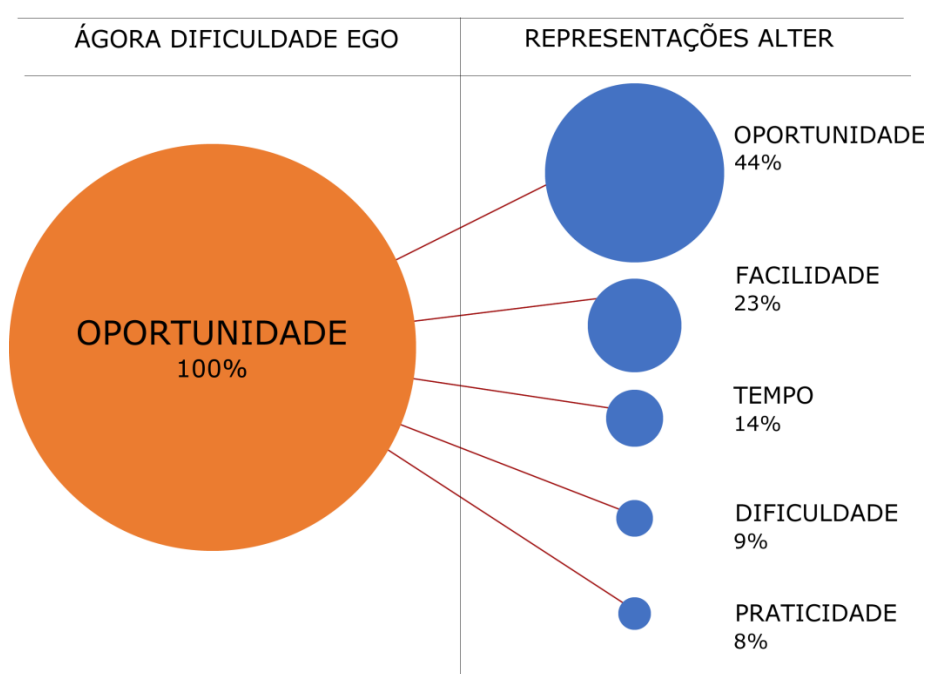 ÁGORA DIFICULDADE EGO
REPRESENTAÇÕES ALTER
OPORTUNIDADE
100%
OPORTUNIDADE
44%
FACILIDADE
23%
TEMPO
14%
DIFICULDADE
9%
PRATICIDADE
8%